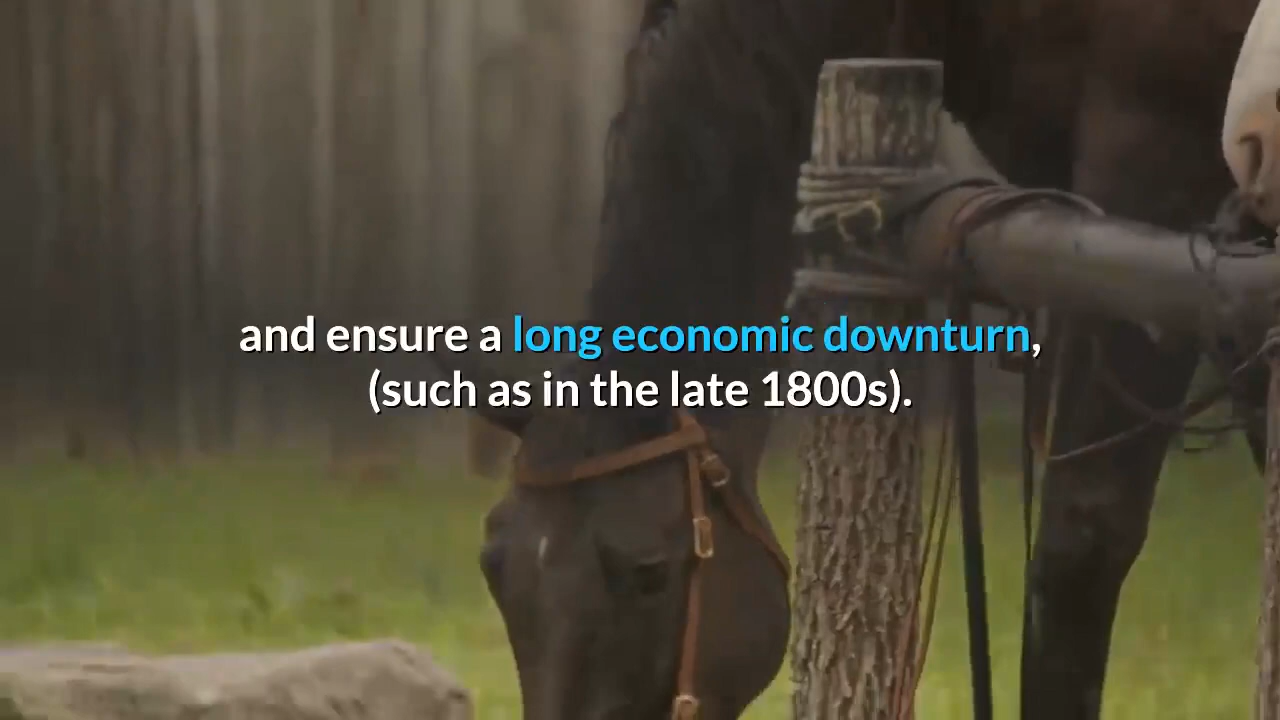 and ensure a long economic downturn,
(such as in the late 1800s).